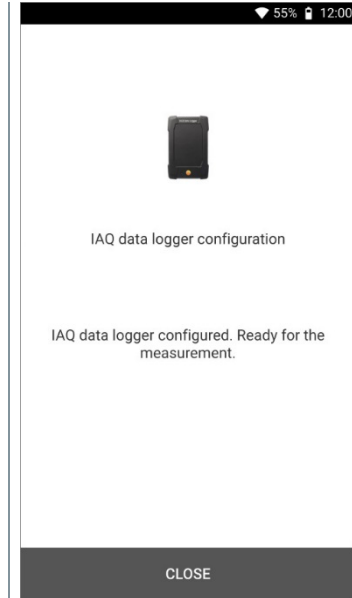 55% 12:00
IAQ data logger configuration
IAQ data logger configured. Ready for the
measurement.
CLOSE